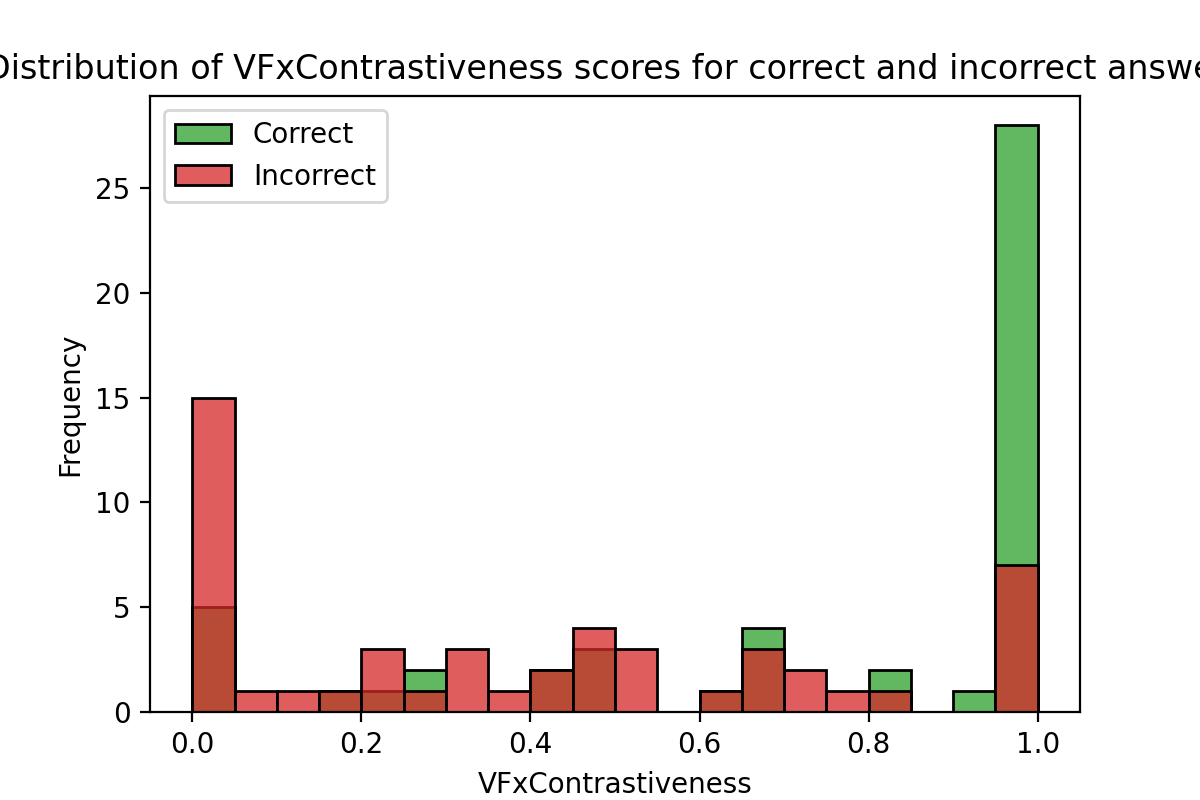 Distribution of VFxContrastiveness scores for correct and incorrect answe
Correct
Incorrect
25
20
15
10
5
0
Frequency
0.0 0.2 0.4 0.6 0.8 1.0
VFxContrastiveness